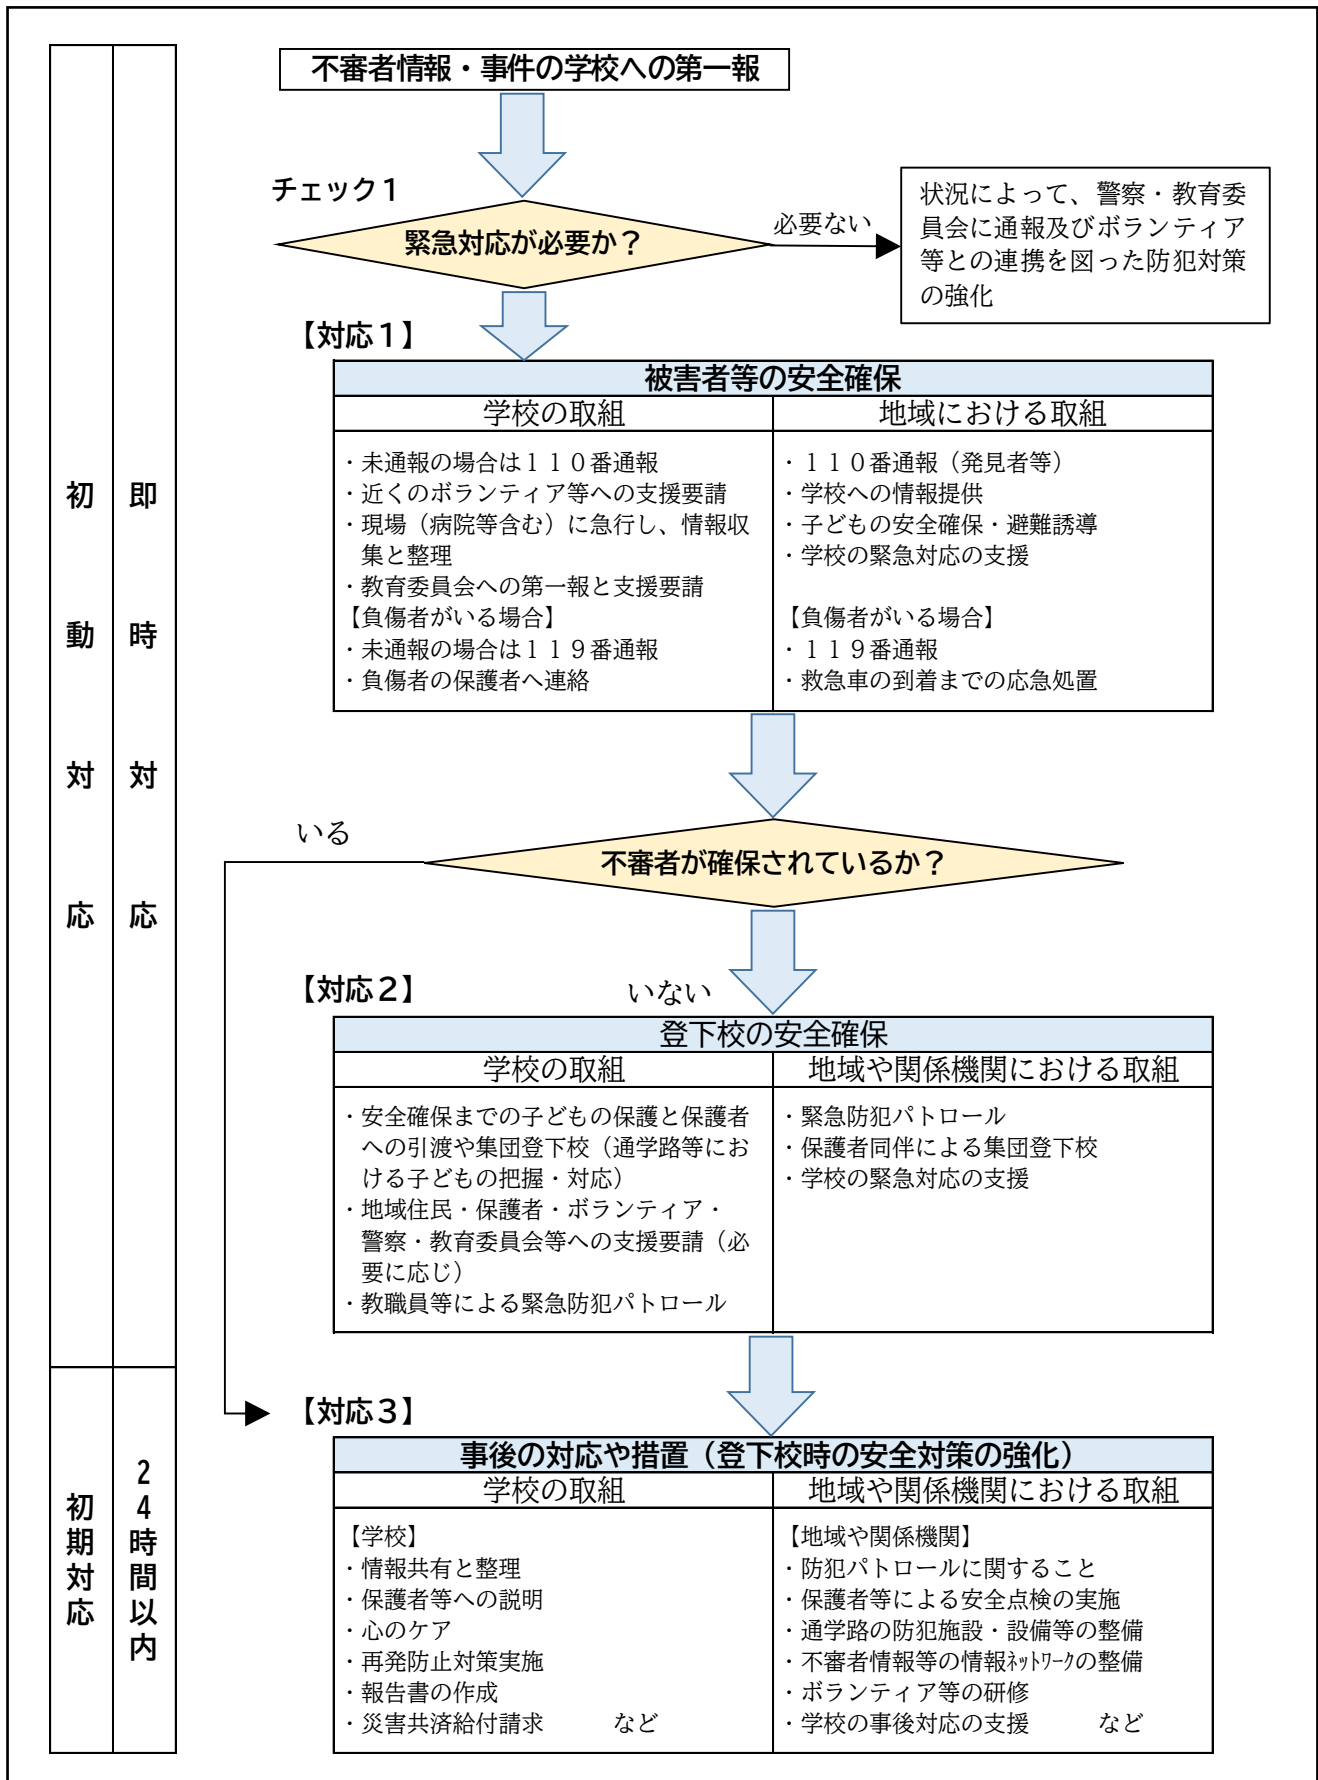 不審者情報・事件の学校への第一報
チェック１
緊急対応が必要か？
必要ない
状況によって、警察・教育委
員会に通報及びボランティア
等との連携を図った防犯対策
の強化
初動対応
即時対応
【対応１】
被害者等の安全確保
学校の取組
・未通報の場合は１１０番通報
・近くのボランティア等への支援要請
・現場（病院等含む）に急行し、情報収
集と整理
・教育委員会への第一報と支援要請
【負傷者がいる場合】
・未通報の場合は１１９番通報
・負傷者の保護者へ連絡
地域における取組
・１１０番通報（発見者等）
・学校への情報提供
・子どもの安全確保・避難誘導
・学校の緊急対応の支援
【負傷者がいる場合】
・１１９番通報
・救急車の到着までの応急処置
不審者が確保されているか？
いる
いない
【対応２】
登下校の安全確保
学校の取組
・安全確保までの子どもの保護と保護者
への引渡や集団登下校（通学路等にお
ける子どもの把握・対応）
・地域住民・保護者・ボランティア・
警察・教育委員会等への支援要請（必
要に応じ）
・教職員等による緊急防犯パトロール
地域や関係機関における取組
・緊急防犯パトロール
・保護者同伴による集団登下校
・学校の緊急対応の支援
初期対応
２４時間以内
【対応３】
事後の対応や措置（登下校時の安全対策の強化）
学校の取組
【学校】
・情報共有と整理
・保護者等への説明
・心のケア
・再発防止対策実施
・報告書の作成
・災害共済給付請求　　　など
地域や関係機関における取組
【地域や関係機関】
・防犯パトロールに関すること
・保護者等による安全点検の実施
・通学路の防犯施設・設備等の整備
・不審者情報等の情報ﾈｯﾄﾜｰｸの整備
・ボランティア等の研修
・学校の事後対応の支援　　　など